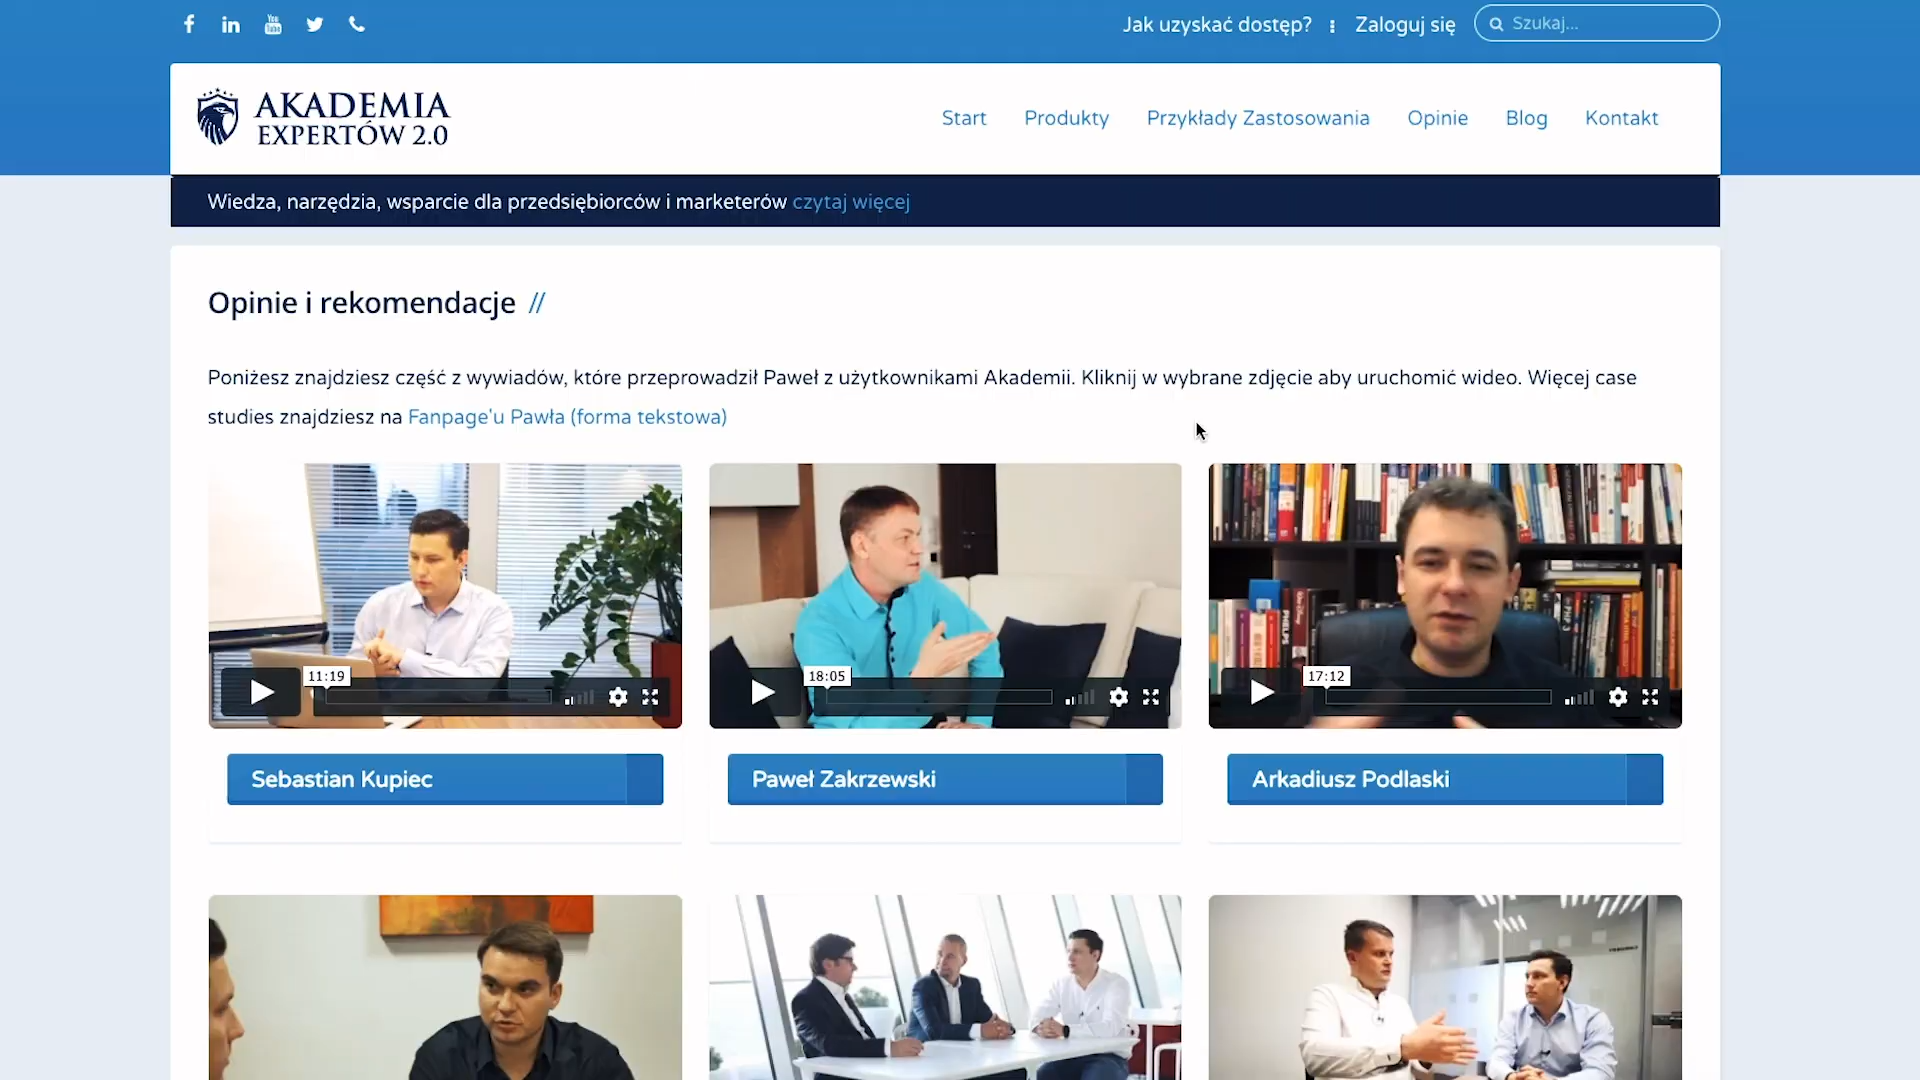 Jak uzyskać dostęp?
Zaloguj się
Szukaj...
AKADEMIA
EXPERTÓW 2.0
Start
Produkty
Przykłady Zastosowania
Opinie
Blog
Kontakt
Wiedza, narzędzia, wsparcie dla przedsiębiorców i marketerów czytaj więcej
Opinie i rekomendacje //
Poniżesz znajdziesz część z wywiadów, które przeprowadził Paweł z użytkownikami Akademii. Kliknij w wybrane zdjęcie aby uruchomić wideo. Więcej case
studies znajdziesz na Fanpage'u Pawła (forma tekstowa)
11:19
18:05
17:12
Sebastian Kupiec
Paweł Zakrzewski
Arkadiusz Podlaski